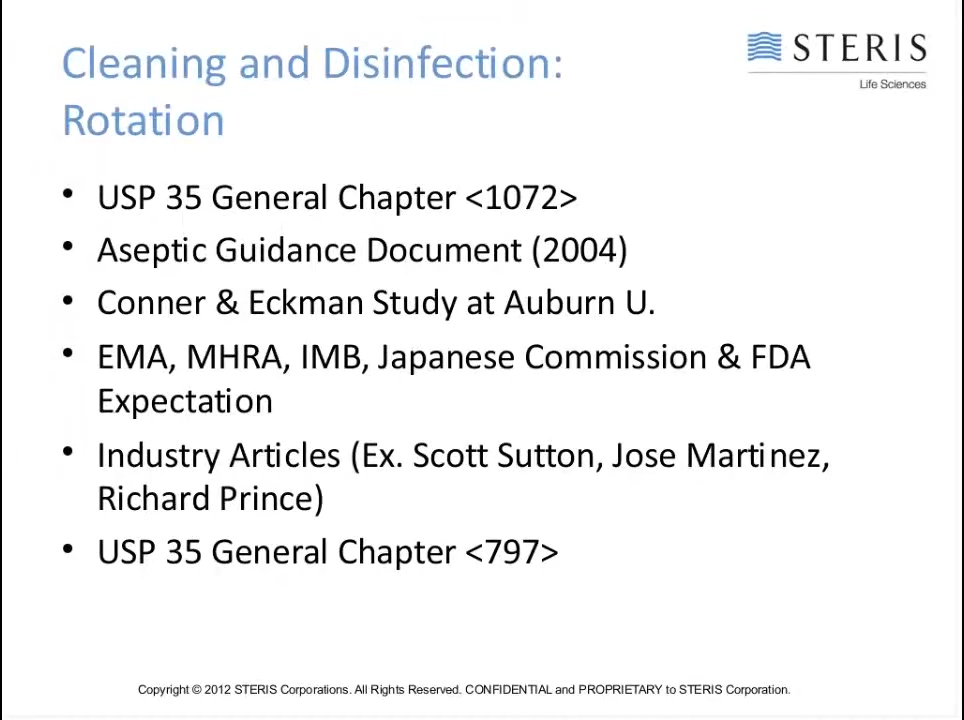 Cleaning and Disinfection:
Rotation
STERIS
Life Sciences
• USP 35 General Chapter <1072>
• Aseptic Guidance Document (2004)
• Conner & Eckman Study at Auburn U.
• EMA, MHRA, IMB, Japanese Commission & FDA
Expectation
• Industry Articles (Ex. Scott Sutton, Jose Martinez,
Richard Prince)
• USP 35 General Chapter <797>
Copyright © 2012 STERIS Corporations. All Rights Reserved. CONFIDENTIAL and PROPRIETARY to STERIS Corporation.